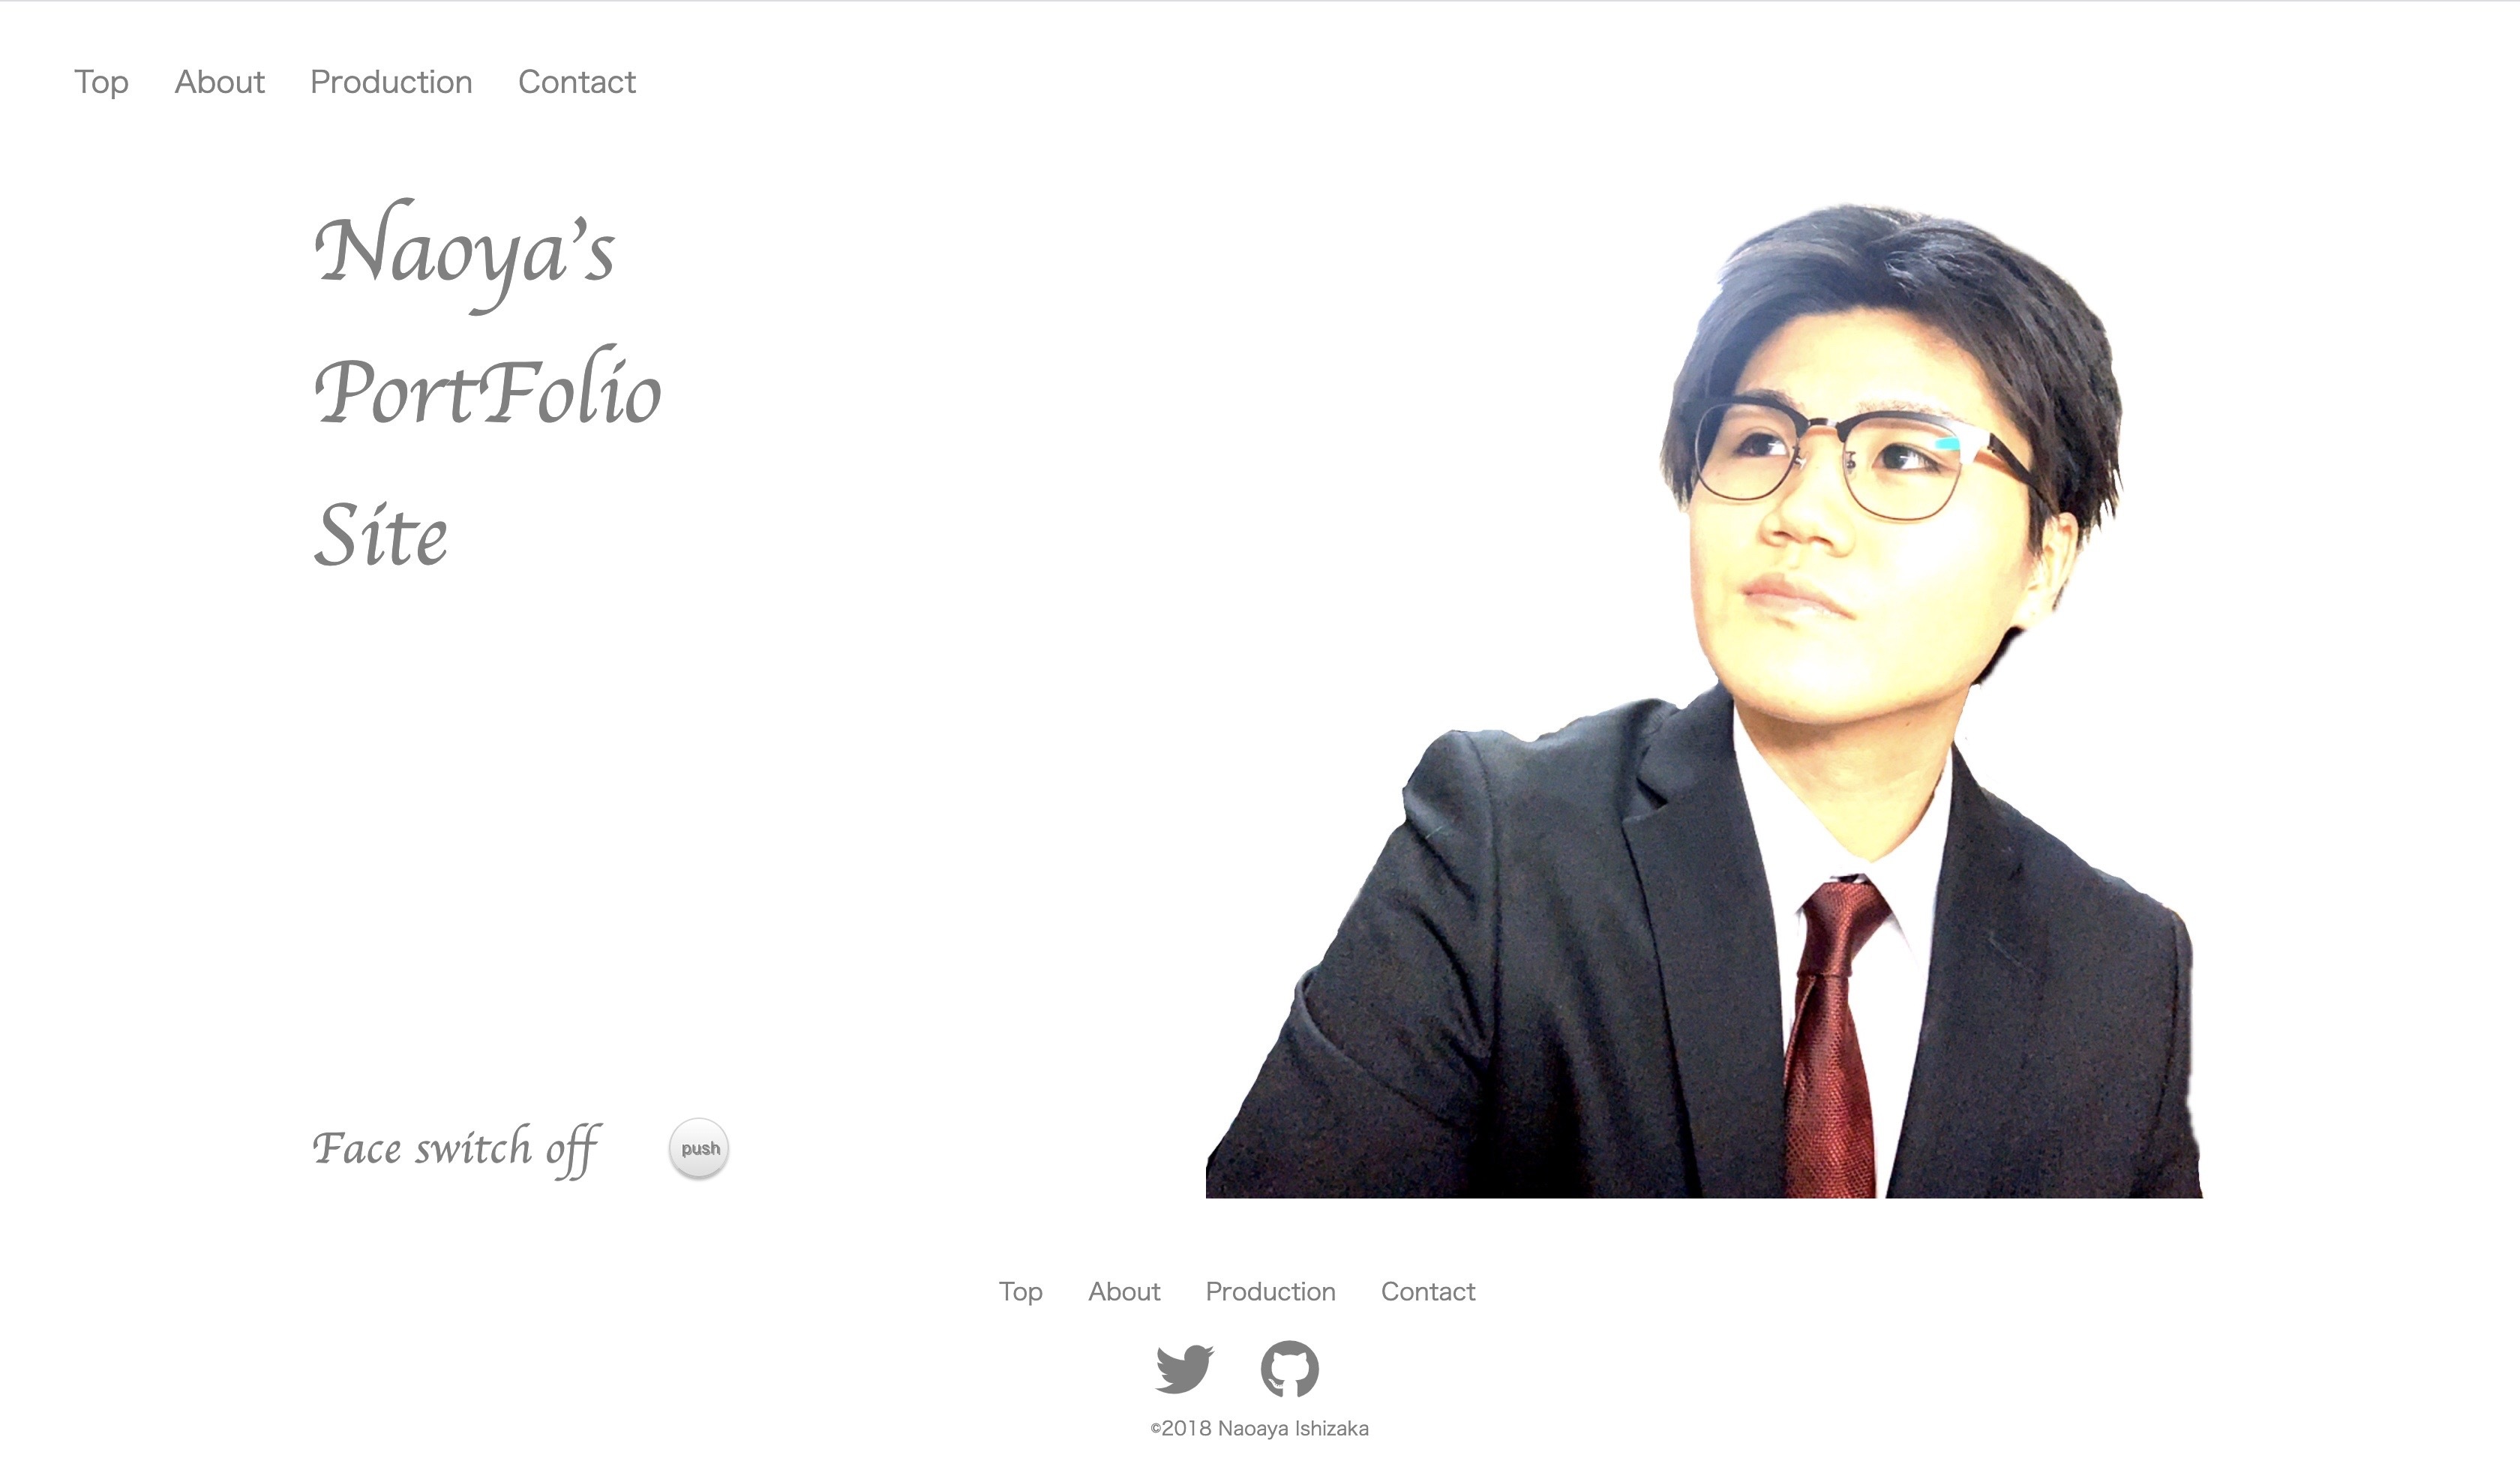 Top About Production Contact
Naoya's
PortFolio
Site
Face switch off push
Top About Production Contact
©2018 Naoaya Ishizaka